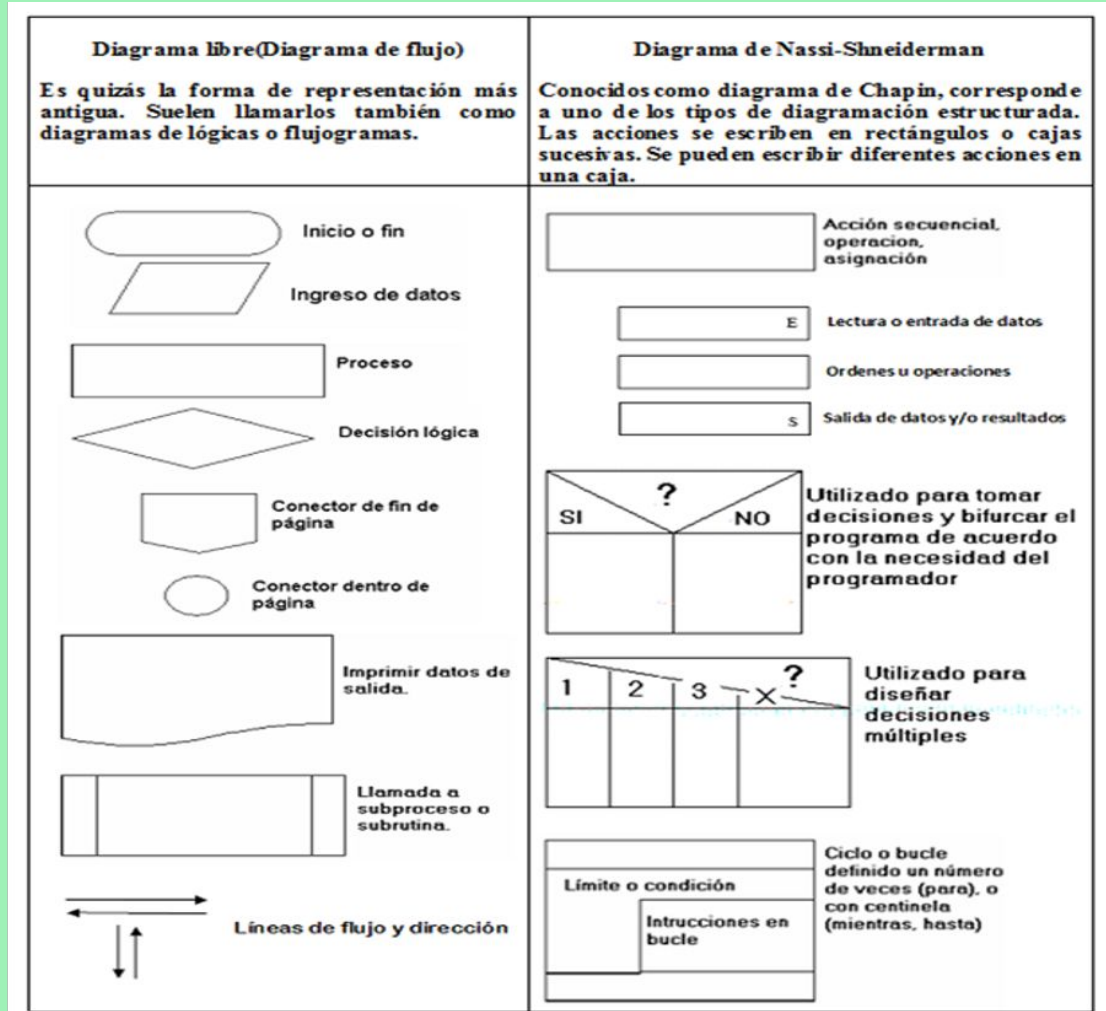 Diagrama libre(Diagrama de flujo)
Es quizás la forma de representación más
antigua. Suelen llamarlos también como
diagramas de lógicas o flujogramas.
Inicio o fin
Ingreso de datos
Proceso
Decisión lógica
Conector de fin de
página
Conector dentro de
página
Imprimir datos de
salida.
Llamada a
subproceso o
subrutina.
Líneas de flujo y dirección
Diagrama de Nassi-Shneiderman
Conocidos como diagrama de Chapin, corresponde
a uno de los tipos de diagramación estructurada.
Las acciones se escriben en rectángulos o cajas
sucesivas. Se pueden escribir diferentes acciones en
una caja.
Acción secuencial,
operacion,
asignación
E
Lectura o entrada de datos
Ordenes u operaciones
S
Salida de datos y/o resultados
?
SI
NO
Utilizado para tomar
decisiones y bifurcar el
programa de acuerdo
con la necesidad del
programador
1 2 3 X ?
Utilizado para
diseñar
decisiones
múltiples
Límite o condición
Intrucciones en
bucle
Ciclo o bucle
definido un número
de veces (para), o
con centinela
(mientras, hasta)